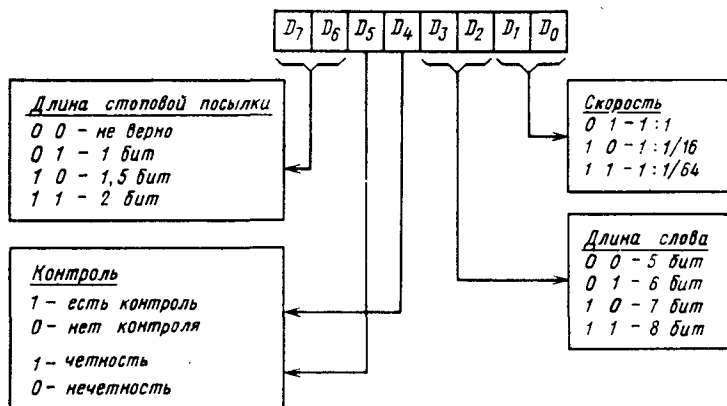 D7 D6 D5 D4 D3 D2 D1 D0
Длина стоповой посылки
0 0 - не верно
0 1 - 1 бит
1 0 - 1,5 бит
1 1 - 2 бит
Скорость
0 1 - 1 : 1
1 0 - 1 : 1/16
1 1 - 1 : 1/64
Контроль
1 - есть контроль
0 - нет контроля
1 - четность
0 - нечетность
Длина слова
0 0 - 5 бит
0 1 - 6 бит
1 0 - 7 бит
1 1 - 8 бит